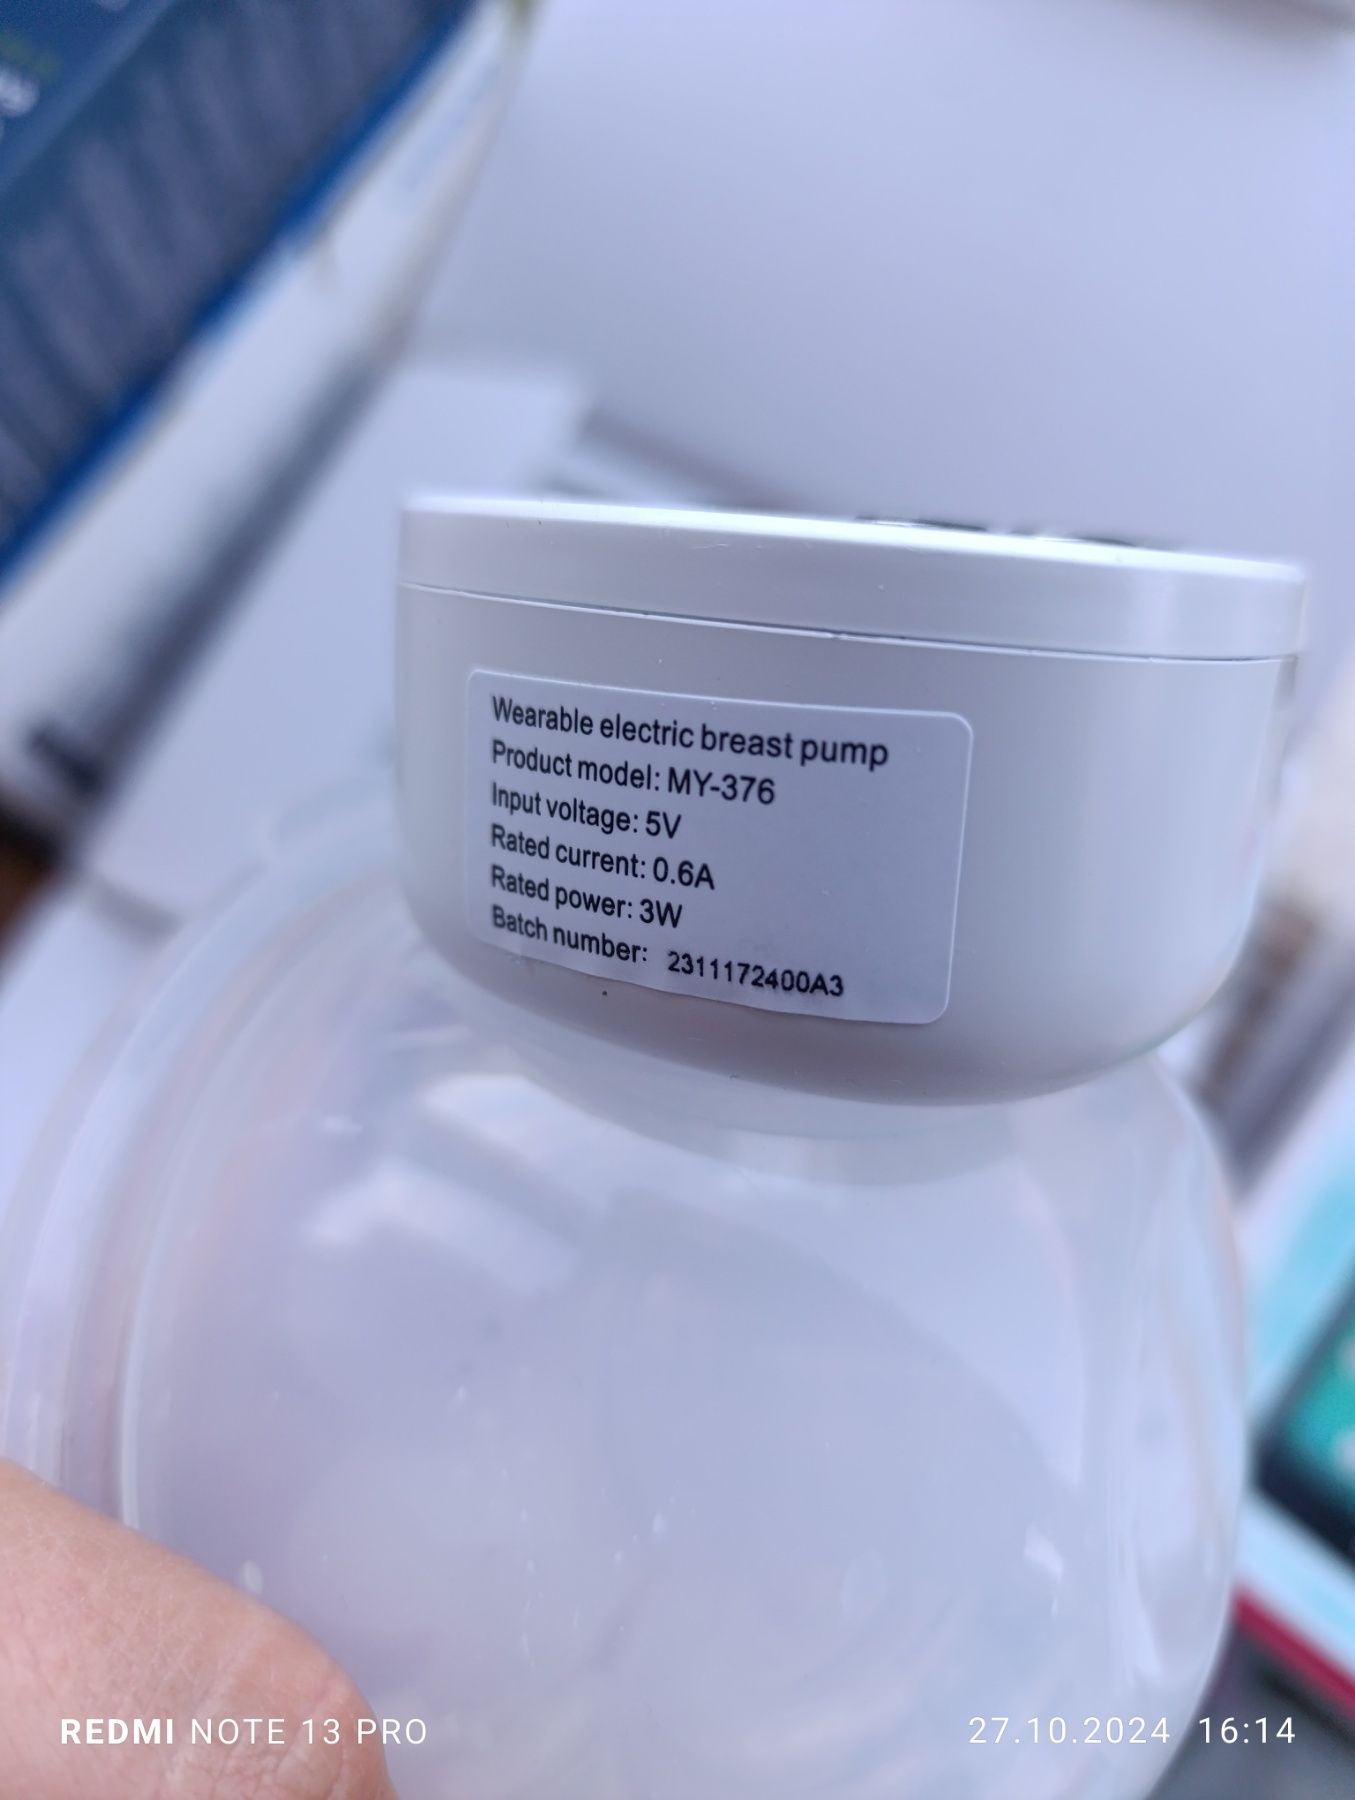 Wearable electric breast pump
Product model: MY-376
Input voltage: 5V
Rated current: 0.6A
Rated power: 3W
Batch number: 2311172400A3
REDMI NOTE 13 PRO
27.10.2024 16:14